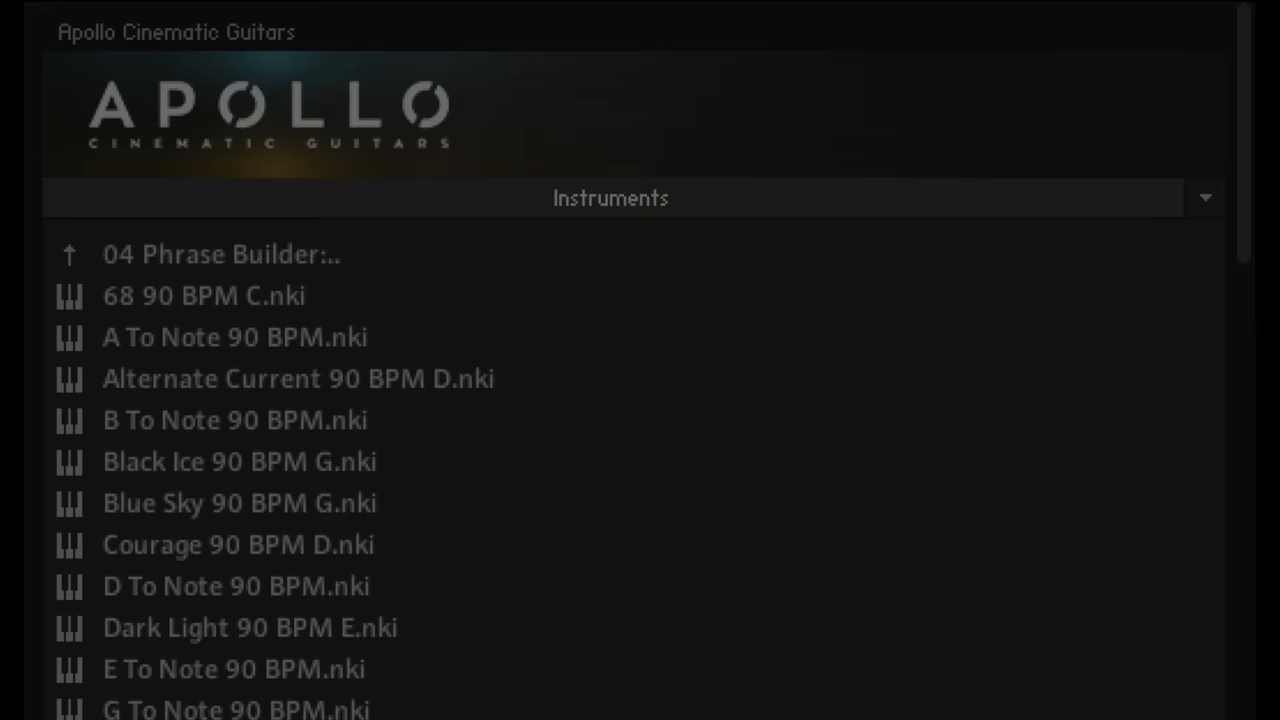 Apollo Cinematic Guitars
APOLLO
CINEMATIC GUITARS
Instruments
04 Phrase Builder:..
68 90 BPM C.nki
A To Note 90 BPM.nki
Alternate Current 90 BPM D.nki
B To Note 90 BPM.nki
Black Ice 90 BPM G.nki
Blue Sky 90 BPM G.nki
Courage 90 BPM D.nki
D To Note 90 BPM.nki
Dark Light 90 BPM E.nki
E To Note 90 BPM.nki
G To Note 90 BPM.nki